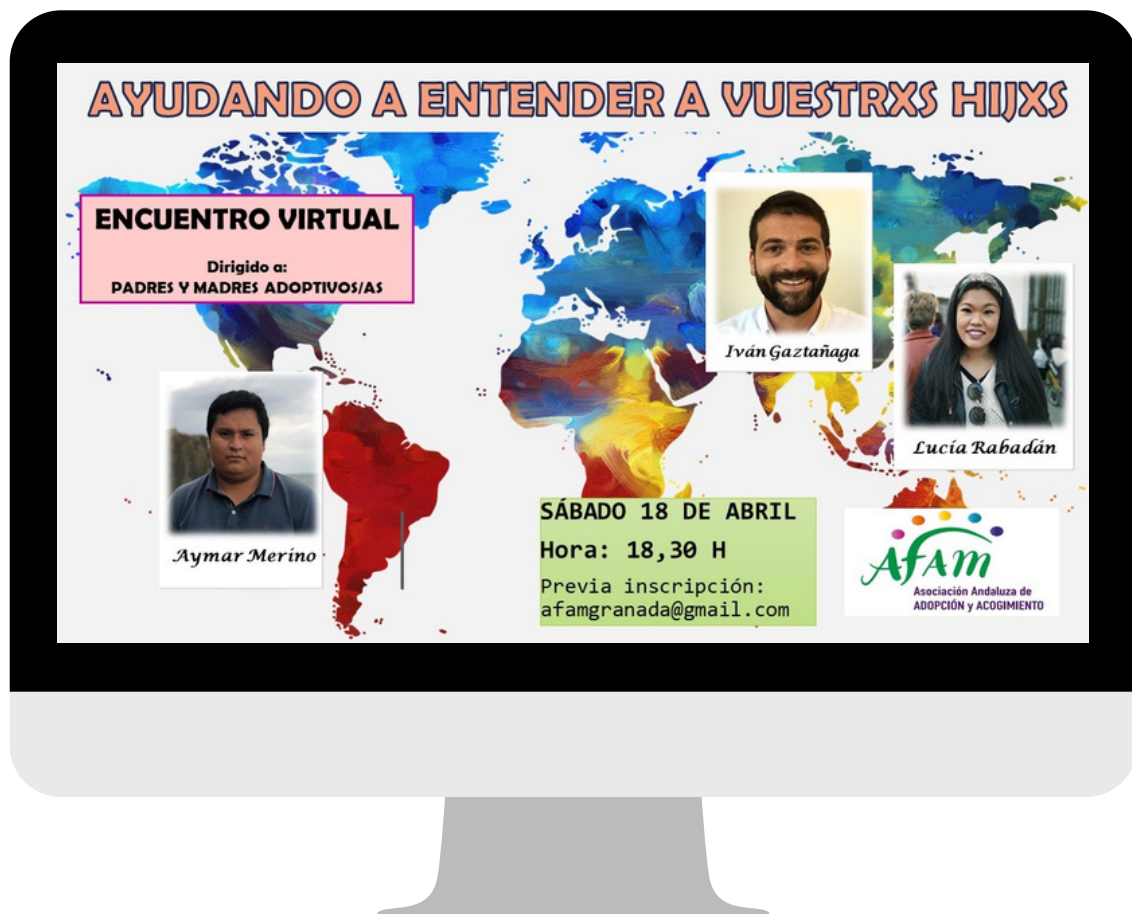 AYUDANDO A ENTENDER A VUESTRXS HIJXS
ENCUENTRO VIRTUAL
Dirigido a:
PADRES Y MADRES ADOPTIVOS/AS
Iván Gaztañaga
Lucía Rabadán
Aymar Merino
SÁBADO 18 DE ABRIL
Hora: 18,30 H
Previa inscripción:
afamgranada@gmail.com
AFAM
Asociación Andaluza de
ADOPCIÓN y ACOGIMIENTO